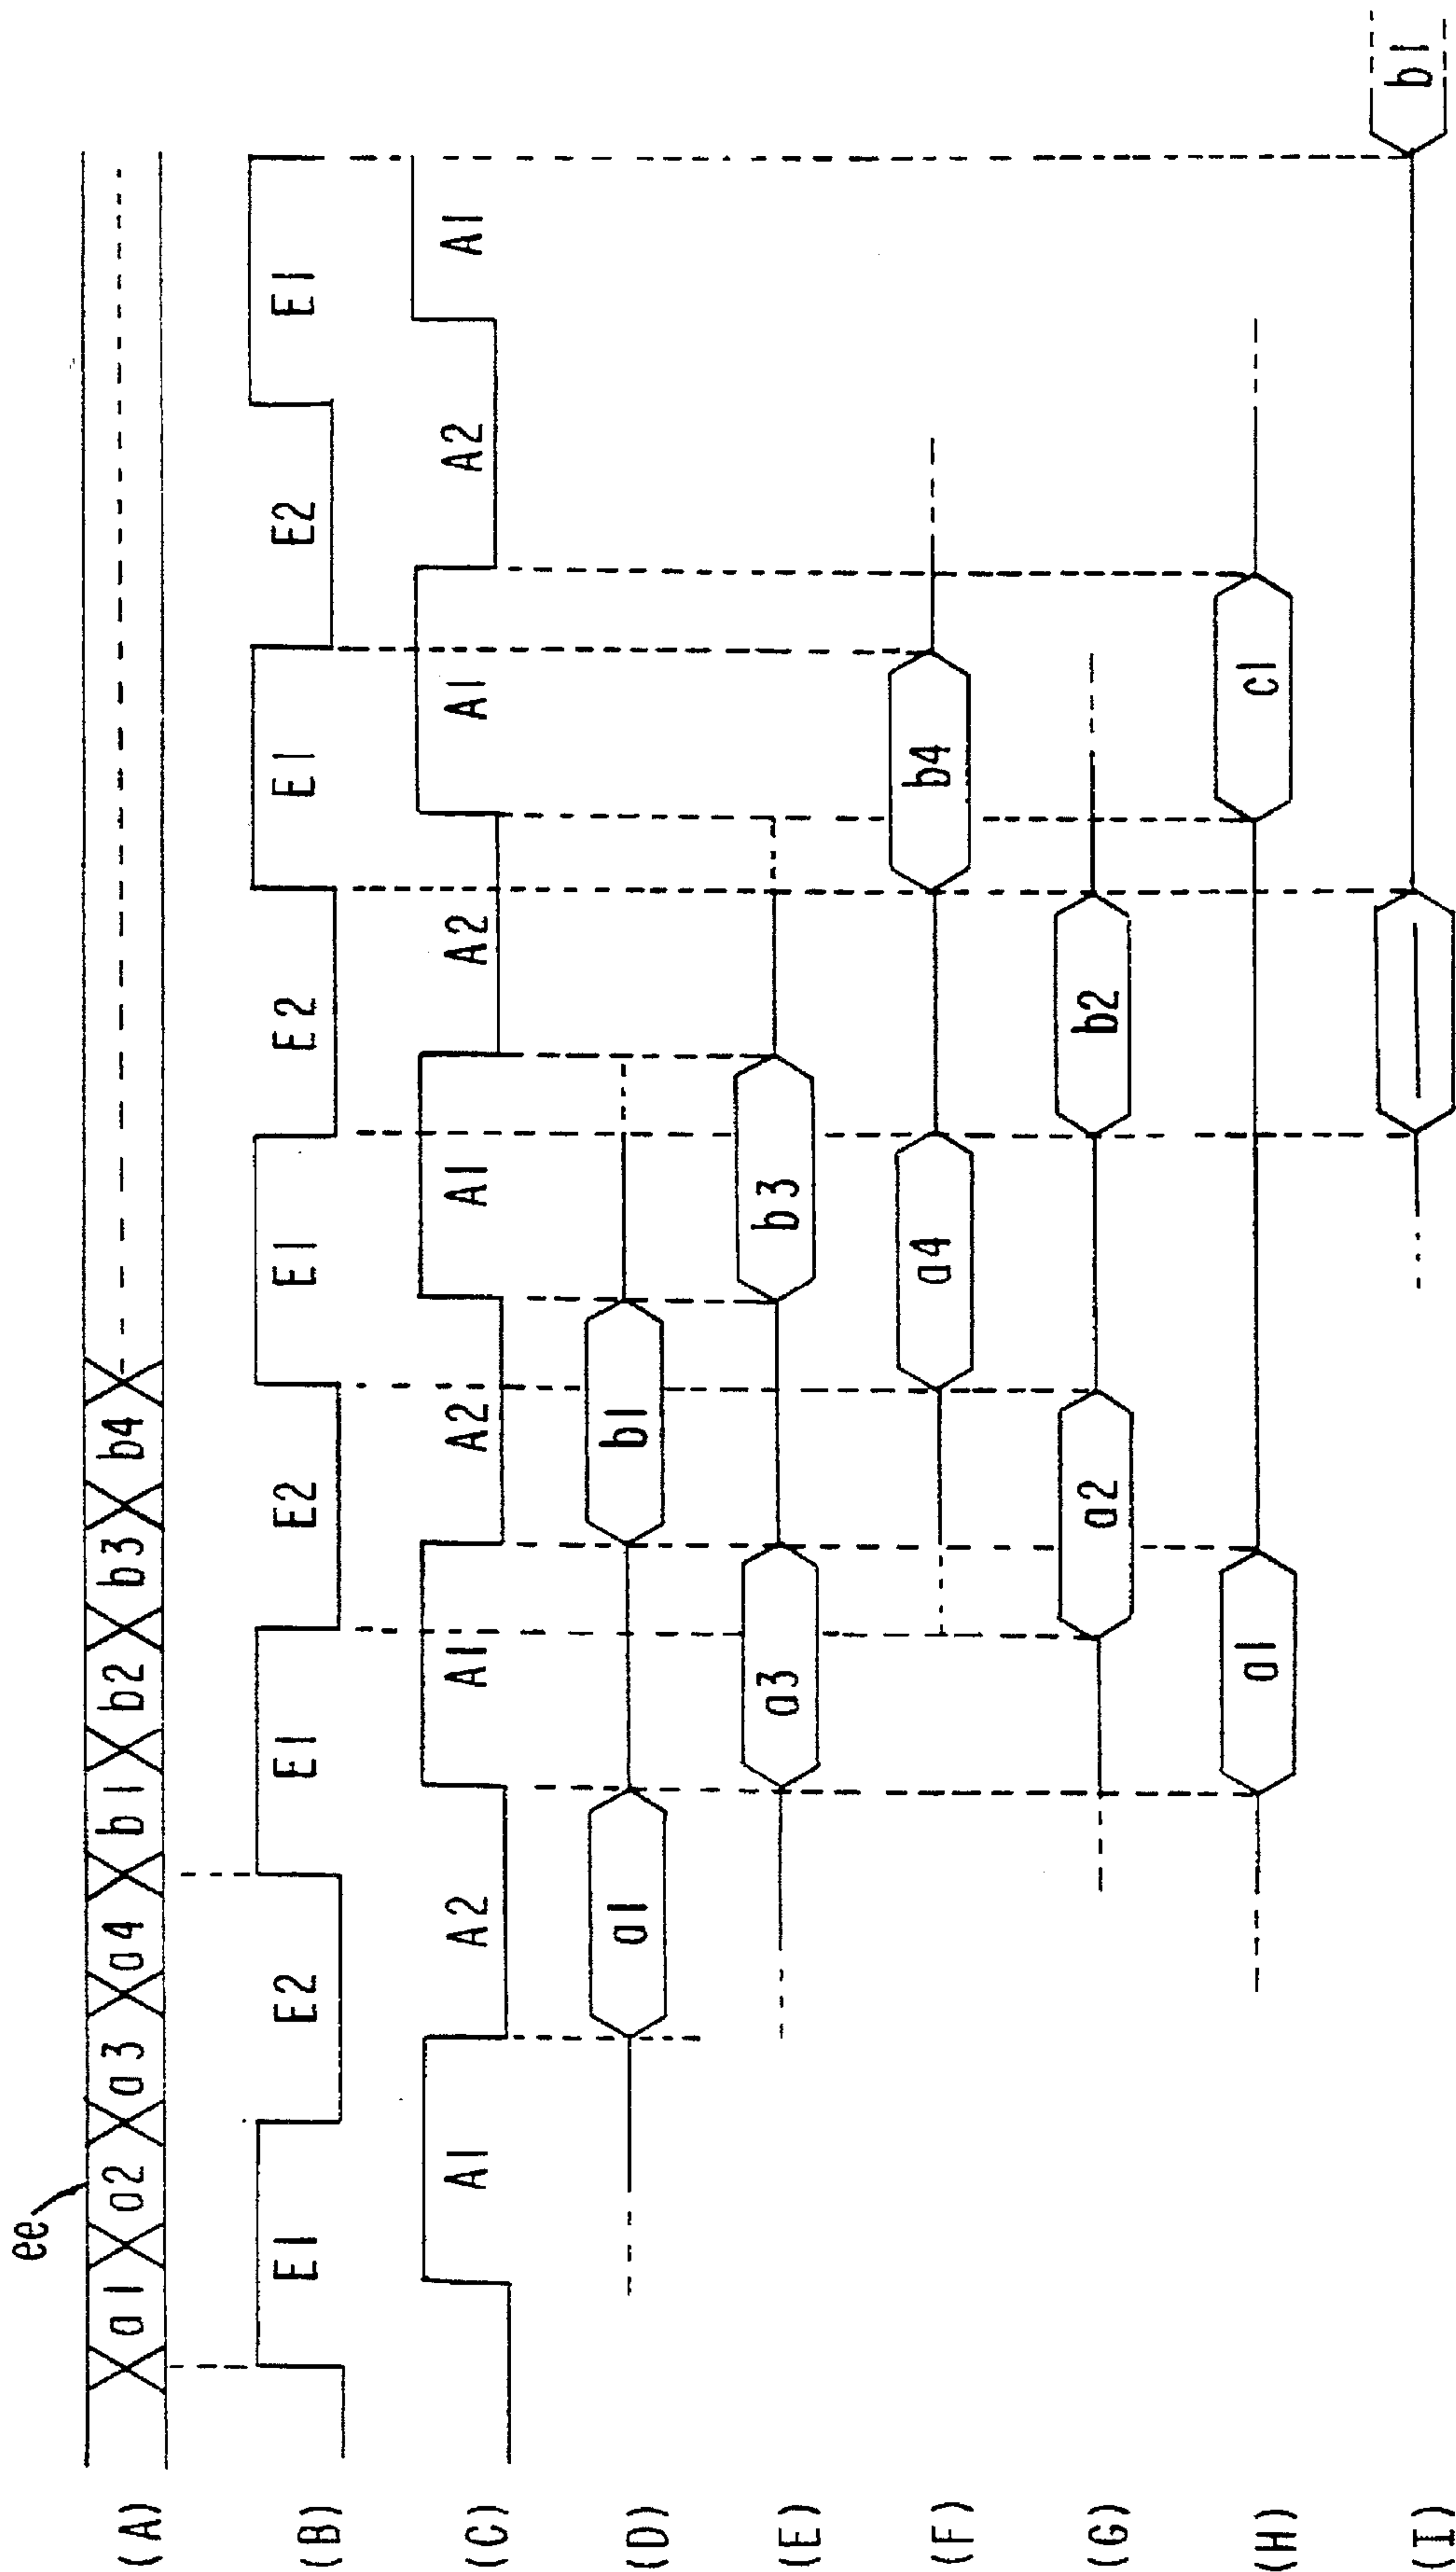 ee
(A) a1 a2 a3 a4 b1 b2 b3 b4
(B) E1 E2 E1 E2 E1 E2 E1 E2 E1
(C) A1 A2 A1 A2 A1 A2 A1 A2 A1
(D) a1 b1
(E) a3 b3
(F) a4 b4
(G) a2 b2
(H) a1 c1
(I) b1